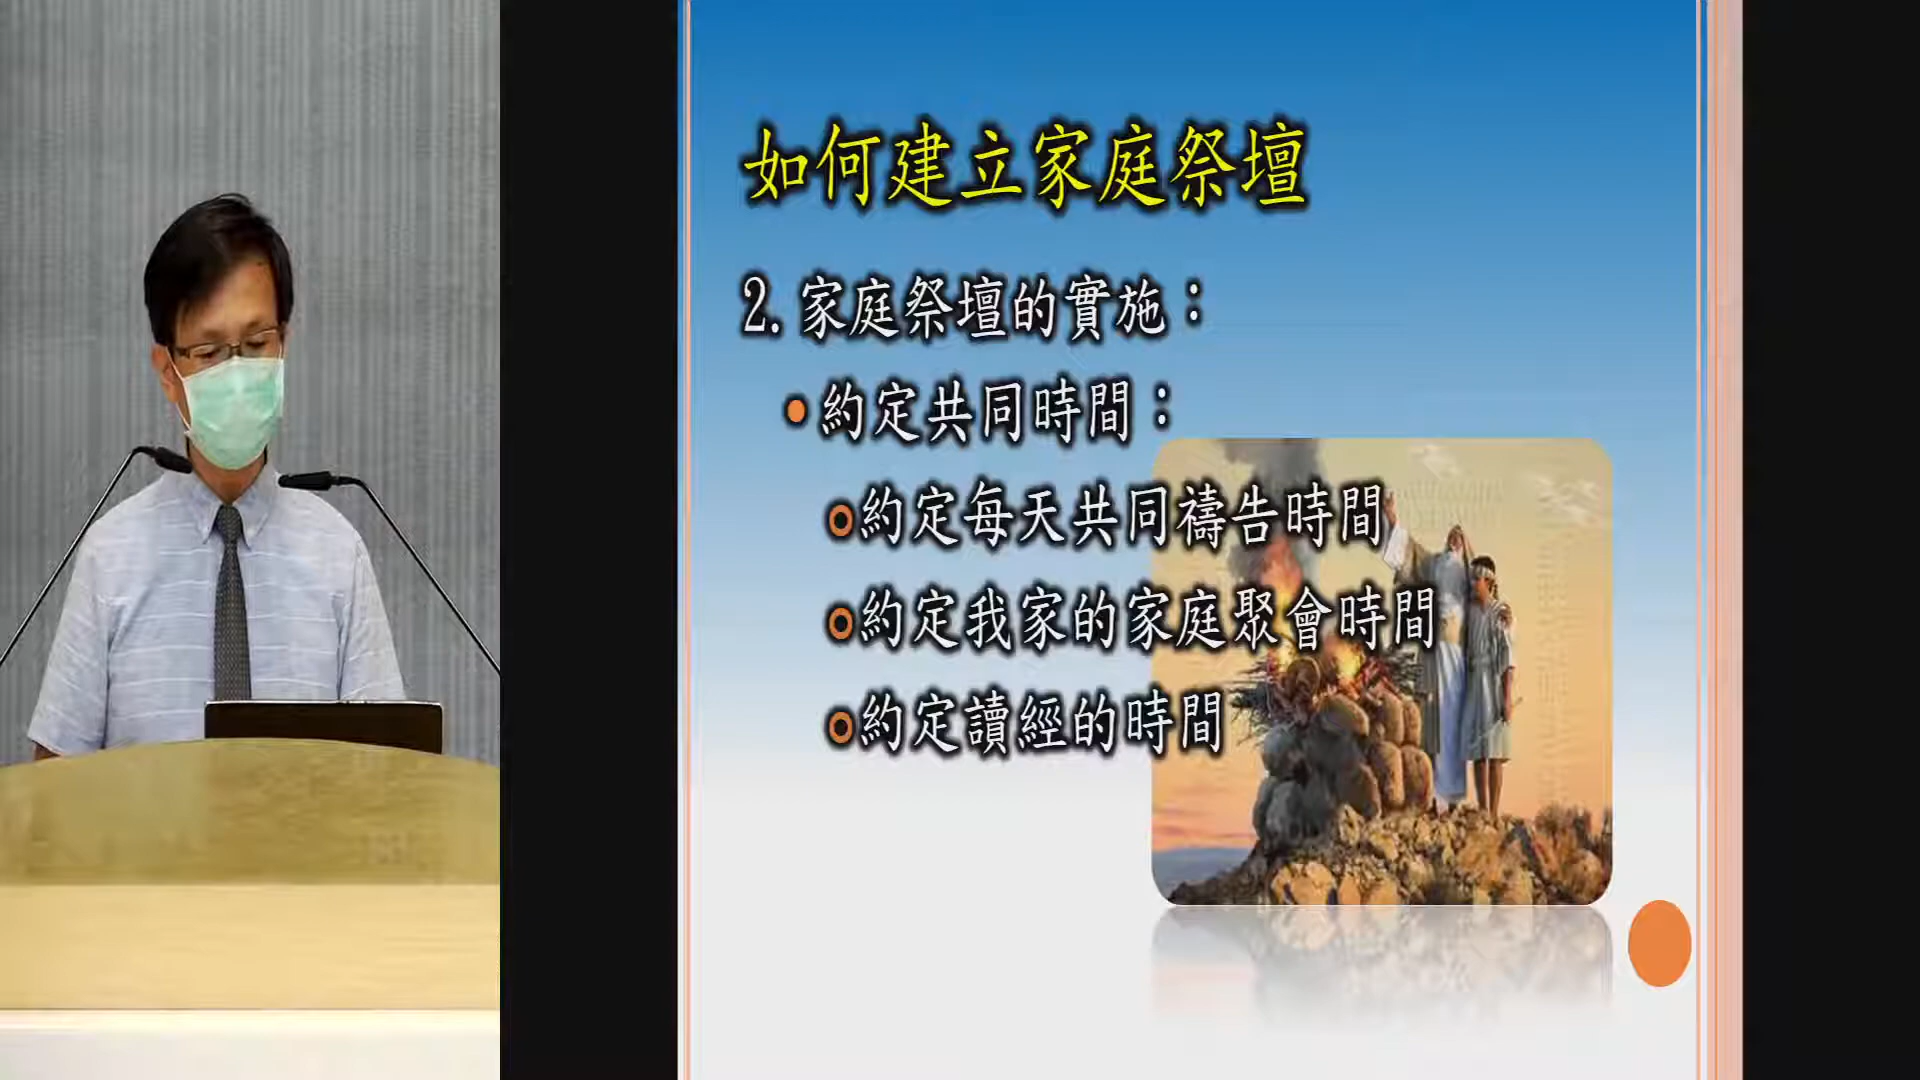 如何建立家庭祭壇
2.家庭祭壇的實施：
•約定共同時間：
約定每天共同禱告時間
約定我家的家庭聚會時間
約定讀經的時間